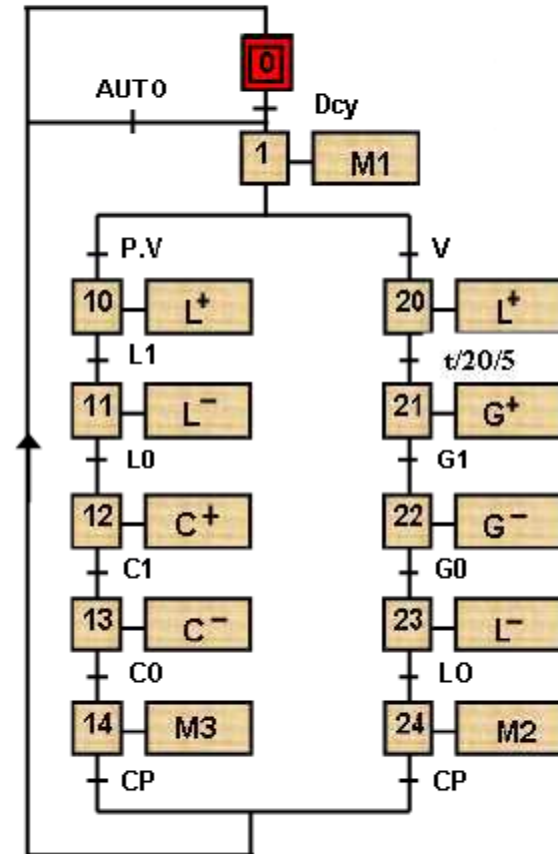 0
AUTO
Dcy
1 M1
P.V V
10 L+ 20 L+
L1 t/20/5
11 L− 21 G+
L0 G1
12 C+ 22 G−
C1 G0
13 C− 23 L−
C0 L0
14 M3 24 M2
CP CP